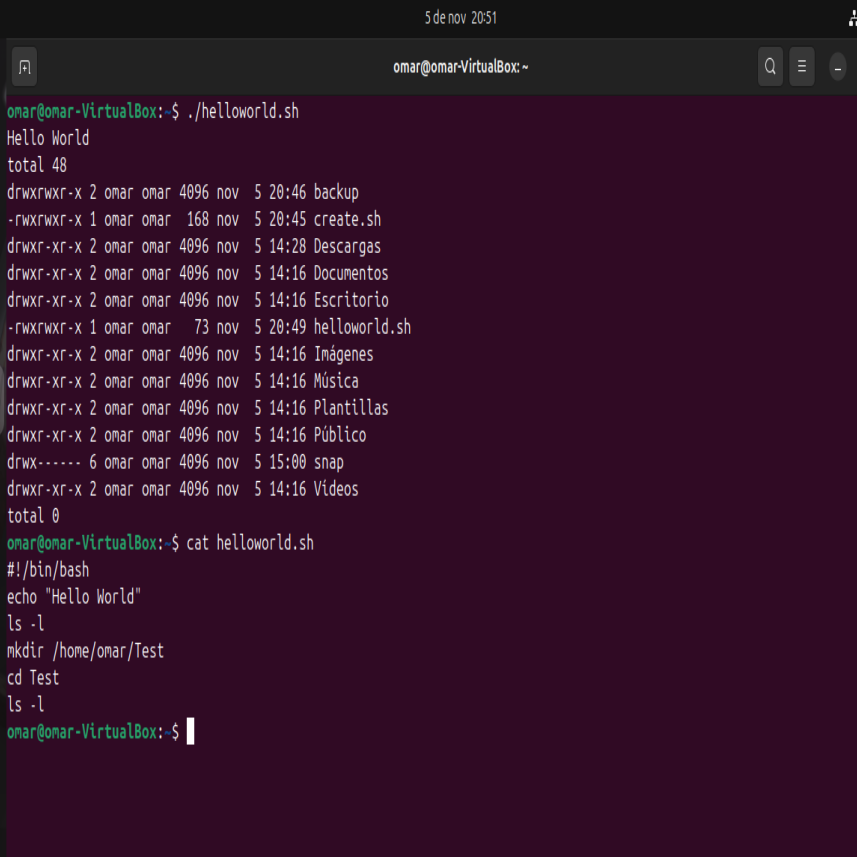 5 de nov 20:51
omar@omar-VirtualBox: ~
omar@omar-VirtualBox:~$ ./helloworld.sh
Hello World
total 48
drwxrwxr-x 2 omar omar 4096 nov  5 20:46 backup
-rwxrwxr-x 1 omar omar  168 nov  5 20:45 create.sh
drwxr-xr-x 2 omar omar 4096 nov  5 14:28 Descargas
drwxr-xr-x 2 omar omar 4096 nov  5 14:16 Documentos
drwxr-xr-x 2 omar omar 4096 nov  5 14:16 Escritorio
-rwxrwxr-x 1 omar omar   73 nov  5 20:49 helloworld.sh
drwxr-xr-x 2 omar omar 4096 nov  5 14:16 Imágenes
drwxr-xr-x 2 omar omar 4096 nov  5 14:16 Música
drwxr-xr-x 2 omar omar 4096 nov  5 14:16 Plantillas
drwxr-xr-x 2 omar omar 4096 nov  5 14:16 Público
drwx------ 6 omar omar 4096 nov  5 15:00 snap
drwxr-xr-x 2 omar omar 4096 nov  5 14:16 Vídeos
total 0
omar@omar-VirtualBox:~$ cat helloworld.sh
#!/bin/bash
echo "Hello World"
ls -l
mkdir /home/omar/Test
cd Test
ls -l
omar@omar-VirtualBox:~$